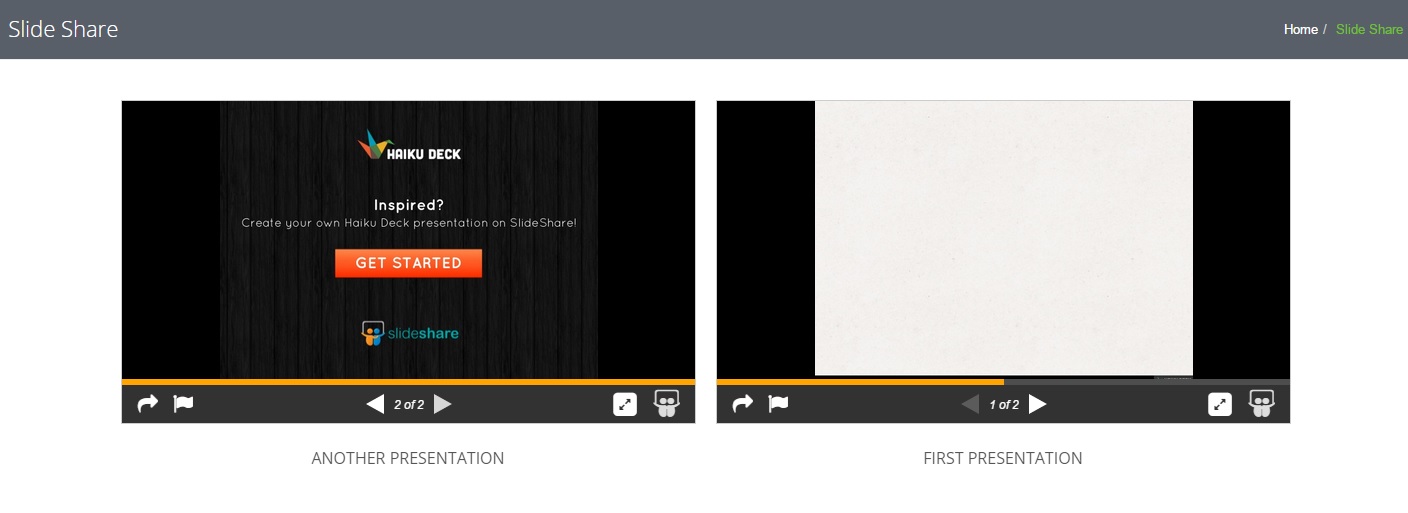 Slide Share
Home / Slide Share
HAIKU DECK
Inspired?
Create your own Haiku Deck presentation on SlideShare!
GET STARTED
slideshare
2 of 2
1 of 2
ANOTHER PRESENTATION
FIRST PRESENTATION